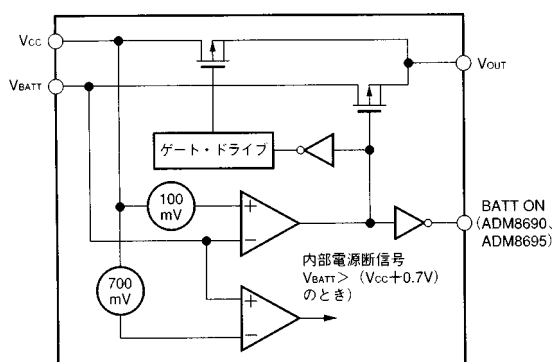 VCC
VBATT
VOUT
ゲート・ドライブ
100
mV
BATT ON
(ADM8690、
ADM8695)
内部電源断信号
VBATT> (VCC+0.7V)
のとき)
700
mV
+
−
+
−